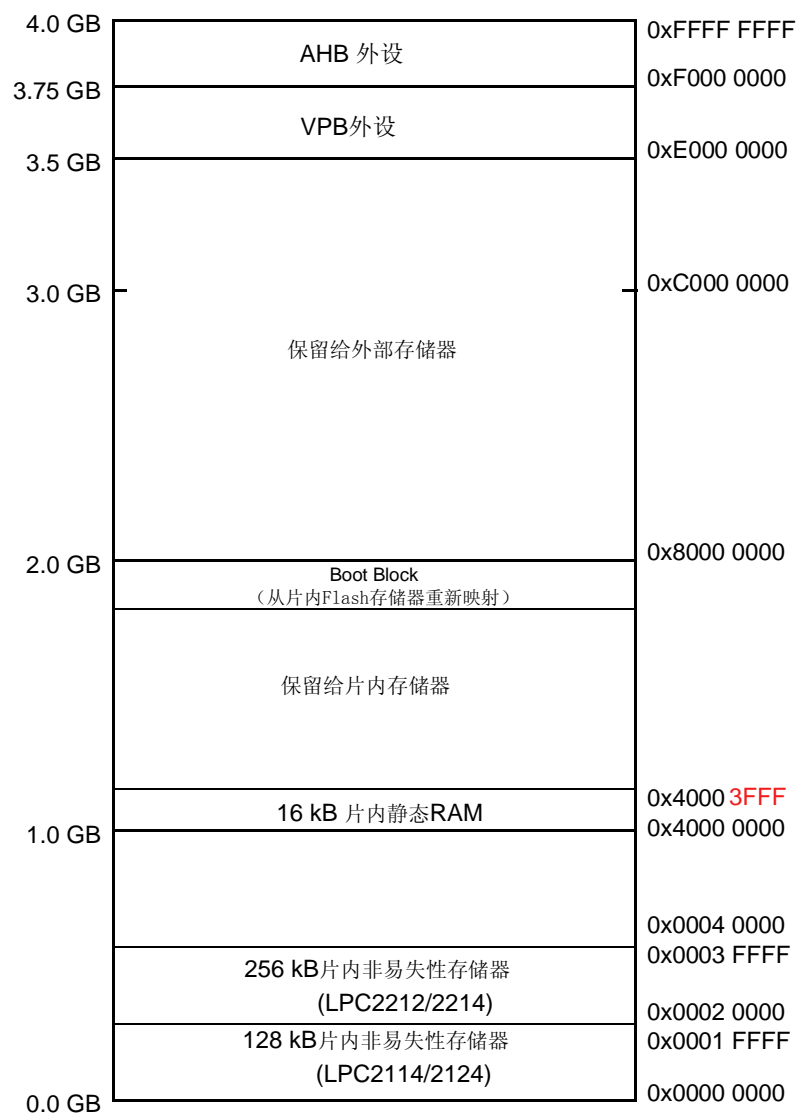 4.0 GB
0xFFFF FFFF
AHB 外设
3.75 GB
0xF000 0000
VPB外设
3.5 GB
0xE000 0000
3.0 GB
0xC000 0000
保留给外部存储器
2.0 GB
0x8000 0000
Boot Block
（从片内Flash存储器重新映射）
保留给片内存储器
0x4000 3FFF
16 kB 片内静态RAM
1.0 GB
0x4000 0000
0x0004 0000
0x0003 FFFF
256 kB片内非易失性存储器
(LPC2212/2214)
0x0002 0000
128 kB片内非易失性存储器
0x0001 FFFF
(LPC2114/2124)
0.0 GB
0x0000 0000